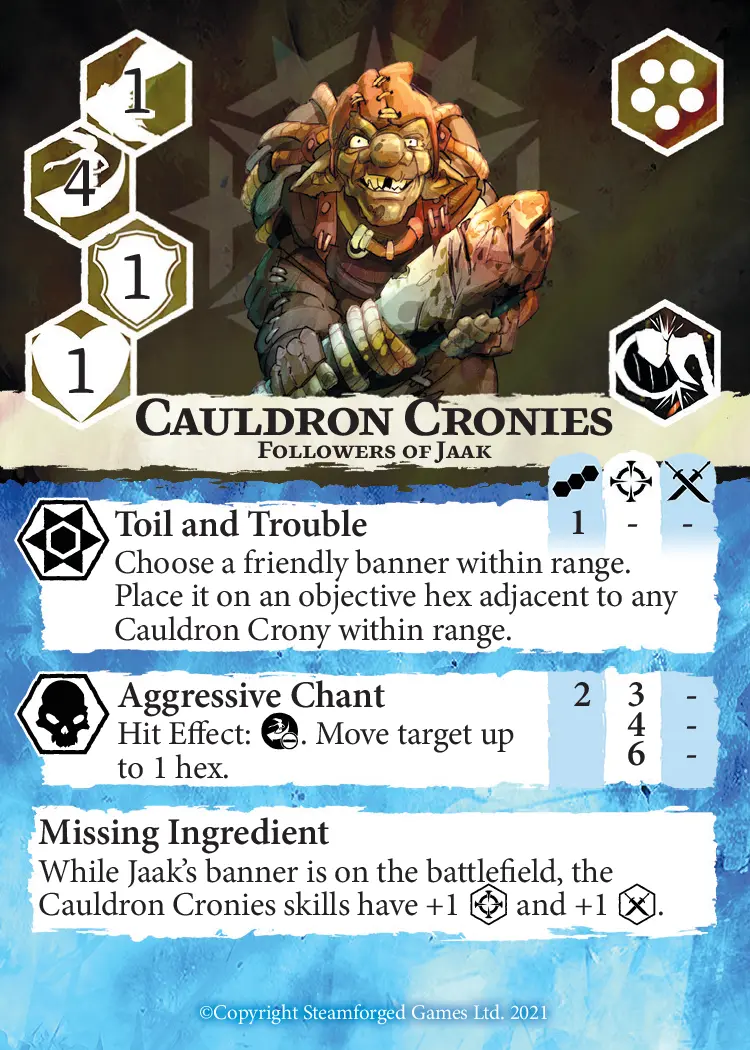 1
4
1
1
Cauldron Cronies
Followers of Jaak
Toil and Trouble 1 - -
Choose a friendly banner within range.
Place it on an objective hex adjacent to any
Cauldron Crony within range.
Aggressive Chant 2 3 -
Hit Effect: . Move target up 4 -
to 1 hex. 6 -
Missing Ingredient
While Jaak's banner is on the battlefield, the
Cauldron Cronies skills have +1 and +1 .
©Copyright Steamforged Games Ltd. 2021